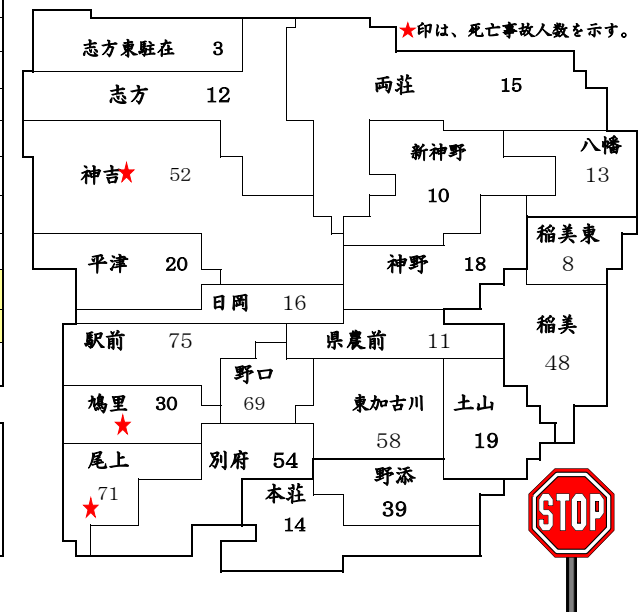 ★印は、死亡事故人数を示す。
志方東駐在 3
志方 12
両荘 15
新神野
10
八幡
13
神吉★ 52
稲美東
8
平津 20
神野 18
日岡 16
稲美
48
駅前 75
県農前 11
野口
69
鳩里 30
★
東加古川
58
土山
19
尾上
71
★
別府 54
野添
39
本荘
14
STOP